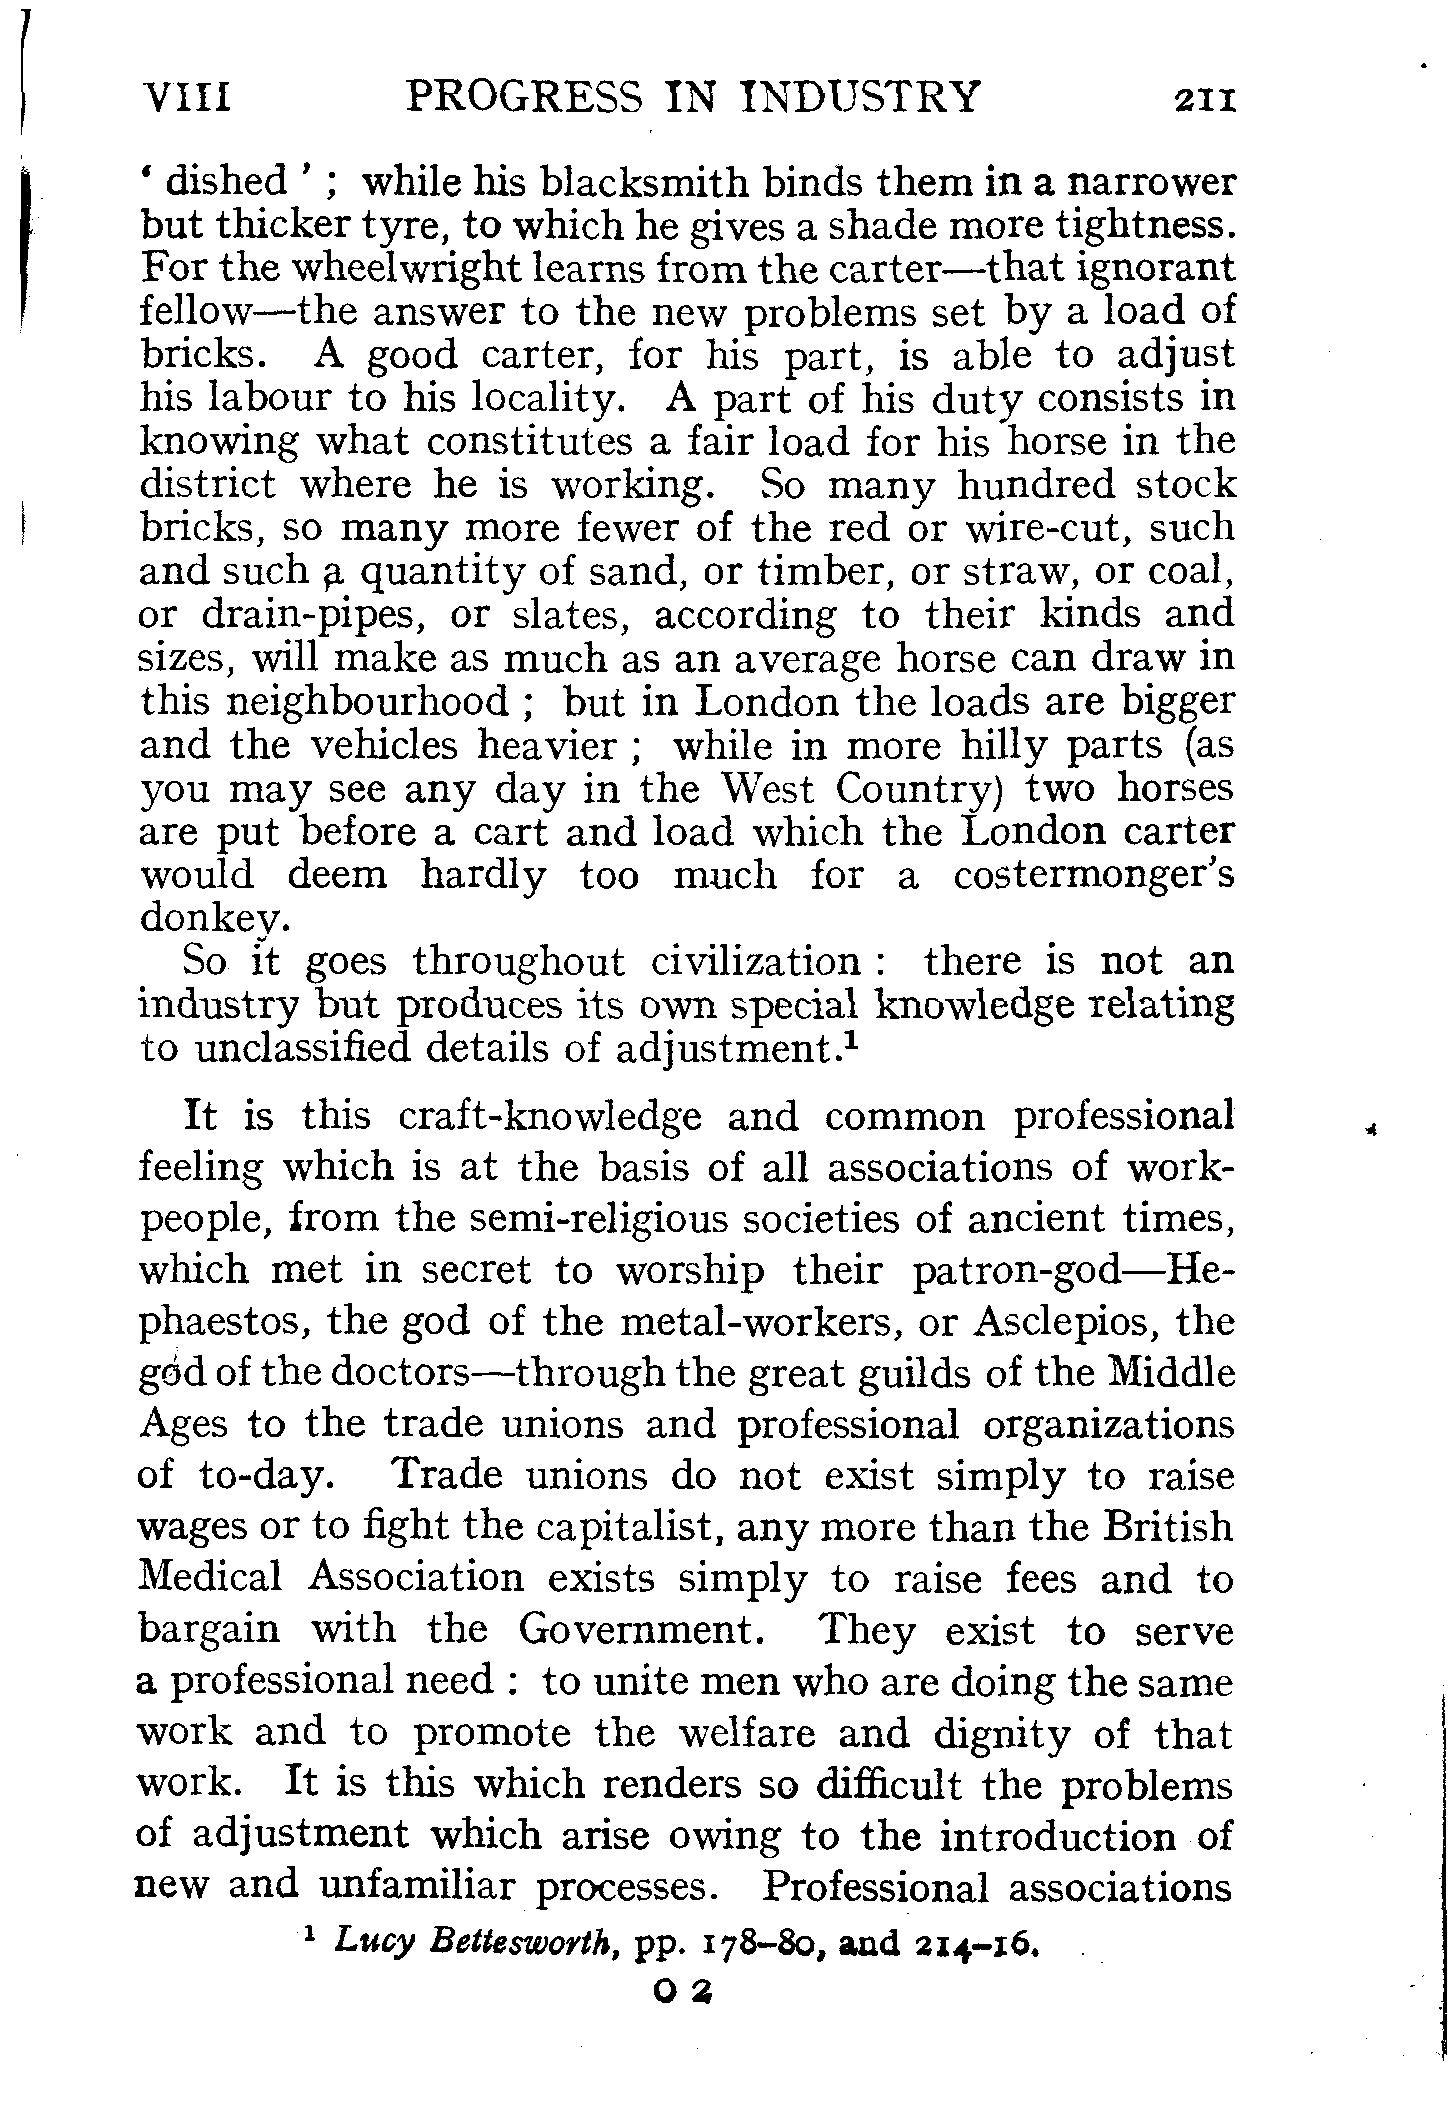 VIII PROGRESS IN INDUSTRY 211
‘ dished ’ ; while his blacksmith binds them in a narrower
but thicker tyre, to which he gives a shade more tightness.
For the wheelwright learns from the carter—that ignorant
fellow—the answer to the new problems set by a load of
bricks. A good carter, for his part, is able to adjust
his labour to his locality. A part of his duty consists in
knowing what constitutes a fair load for his horse in the
district where he is working. So many hundred stock
bricks, so many more fewer of the red or wire-cut, such
and such a quantity of sand, or timber, or straw, or coal,
or drain-pipes, or slates, according to their kinds and
sizes, will make as much as an average horse can draw in
this neighbourhood ; but in London the loads are bigger
and the vehicles heavier ; while in more hilly parts (as
you may see any day in the West Country) two horses
are put before a cart and load which the London carter
would deem hardly too much for a costermonger’s
donkey.
So it goes throughout civilization : there is not an
industry but produces its own special knowledge relating
to unclassified details of adjustment.¹
It is this craft-knowledge and common professional
feeling which is at the basis of all associations of work-
people, from the semi-religious societies of ancient times,
which met in secret to worship their patron-god—He-
phaestos, the god of the metal-workers, or Asclepios, the
god of the doctors—through the great guilds of the Middle
Ages to the trade unions and professional organizations
of to-day. Trade unions do not exist simply to raise
wages or to fight the capitalist, any more than the British
Medical Association exists simply to raise fees and to
bargain with the Government. They exist to serve
a professional need : to unite men who are doing the same
work and to promote the welfare and dignity of that
work. It is this which renders so difficult the problems
of adjustment which arise owing to the introduction of
new and unfamiliar processes. Professional associations
¹ Lucy Bettesworth, pp. 178–80, and 214–16.
O 2